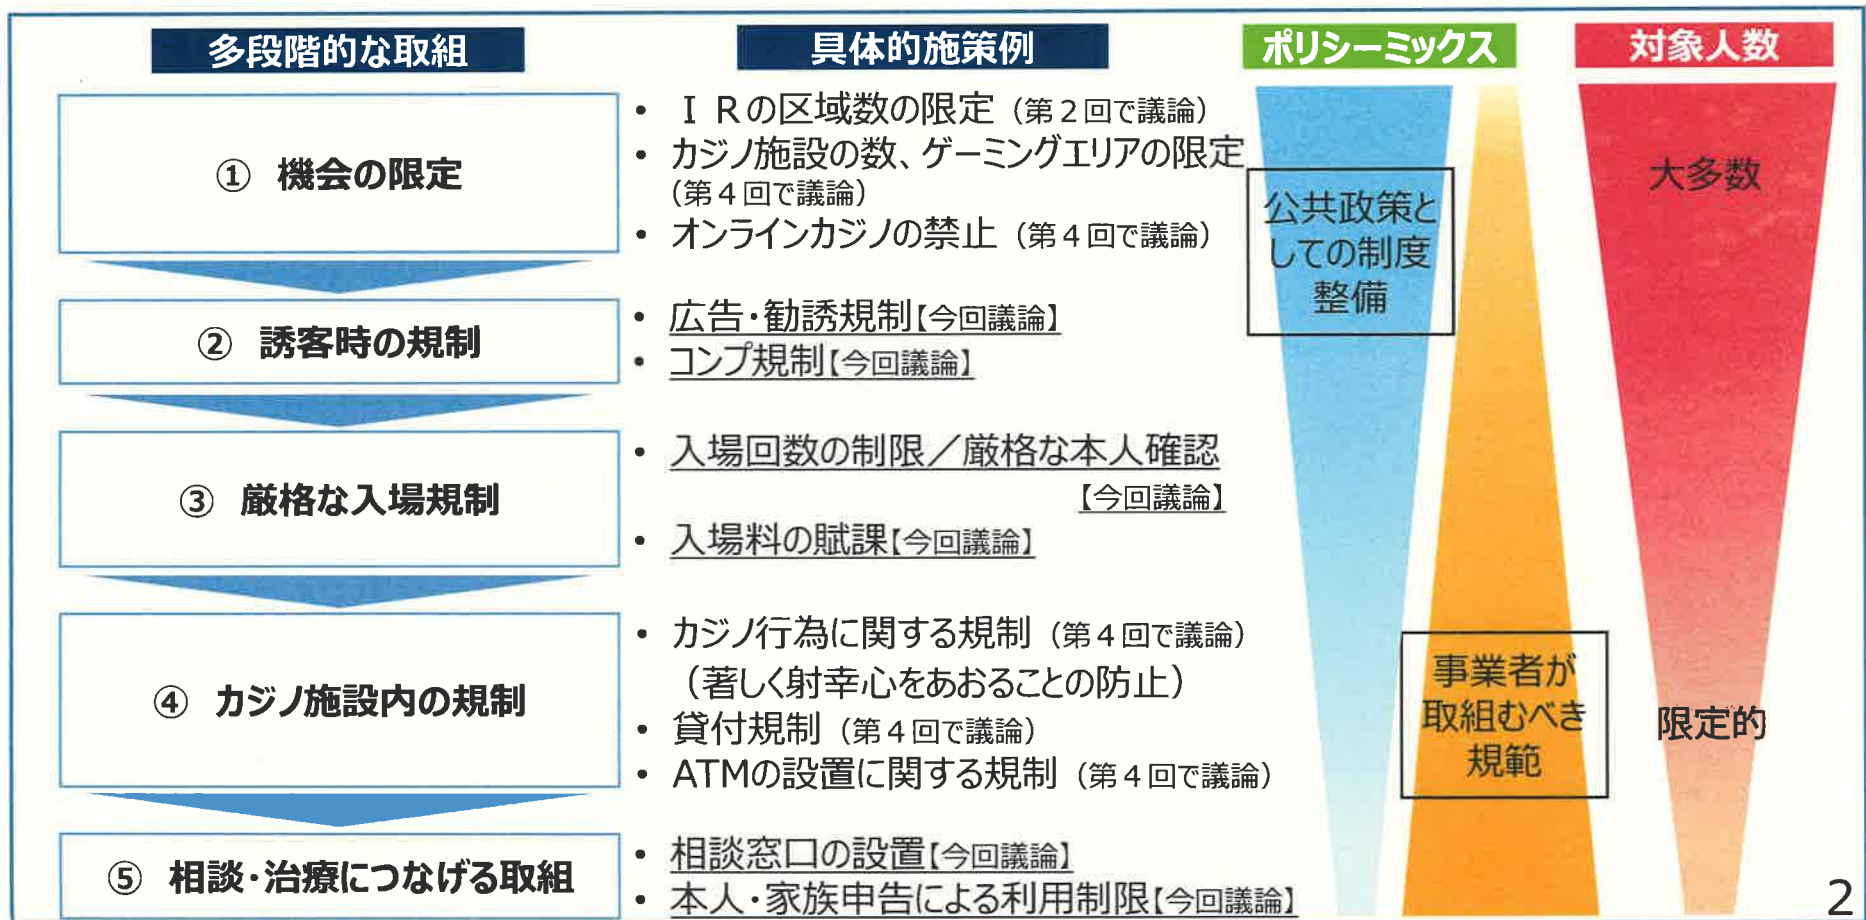 多段階的な取組
具体的施策例
ポリシーミックス
対象人数
① 機会の限定
• ＩＲの区域数の限定（第２回で議論）
• カジノ施設の数、ゲーミングエリアの限定
（第４回で議論）
• オンラインカジノの禁止（第４回で議論）
② 誘客時の規制
• 広告・勧誘規制【今回議論】
• コンプ規制【今回議論】
③ 厳格な入場規制
• 入場回数の制限／厳格な本人確認
【今回議論】
• 入場料の賦課【今回議論】
④ カジノ施設内の規制
• カジノ行為に関する規制（第４回で議論）
（著しく射幸心をあおることの防止）
• 貸付規制（第４回で議論）
• ATMの設置に関する規制（第４回で議論）
⑤ 相談・治療につなげる取組
• 相談窓口の設置【今回議論】
• 本人・家族申告による利用制限【今回議論】
公共政策と
しての制度
整備
事業者が
取組むべき
規範
大多数
限定的
2